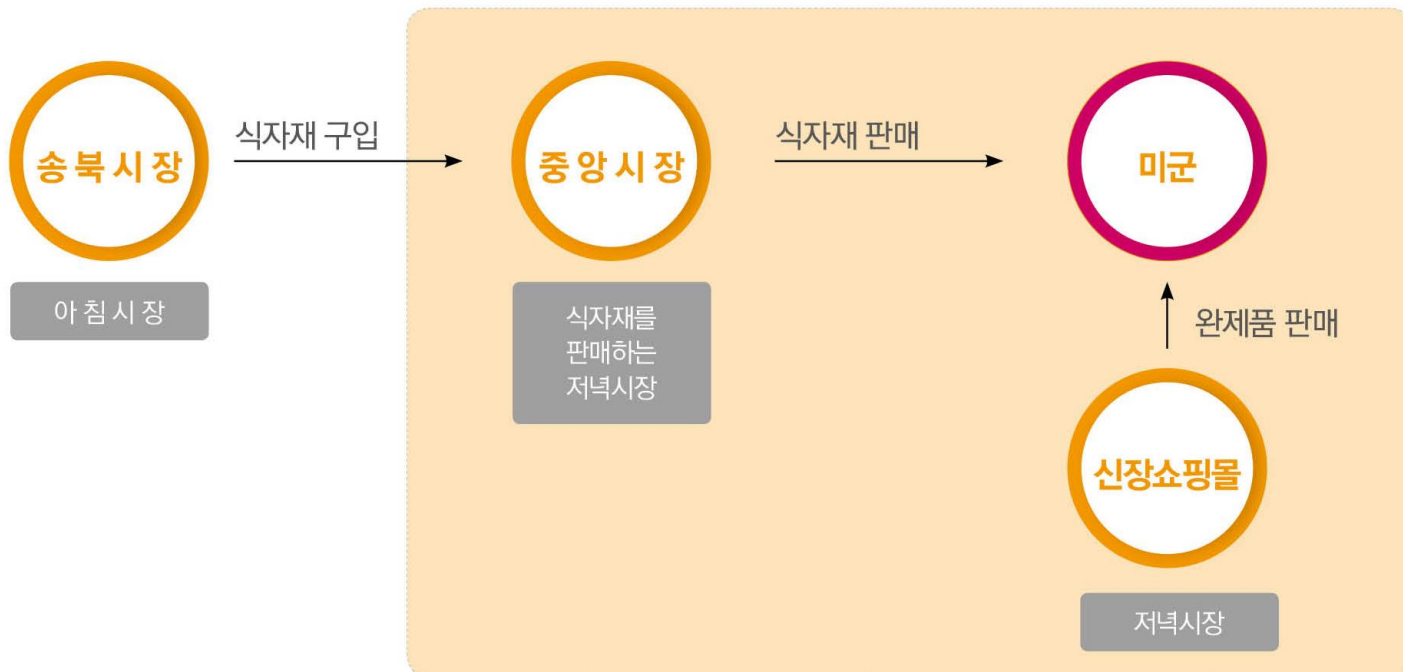 송북시장
식자재 구입
중앙시장
식자재 판매
미군
아침시장
식자재를
판매하는
저녁시장
완제품 판매
신장쇼핑몰
저녁시장